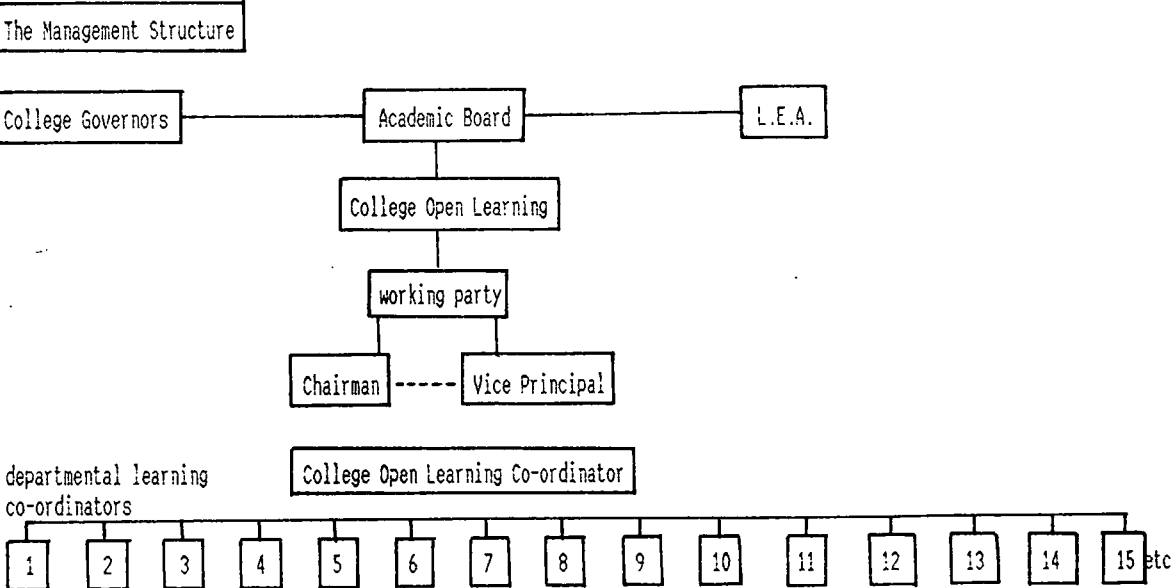 The Management Structure
College Governors
Academic Board
L.E.A.
College Open Learning
working party
Chairman
Vice Principal
departmental learning
co-ordinators
College Open Learning Co-ordinator
1 2 3 4 5 6 7 8 9 10 11 12 13 14 15 etc